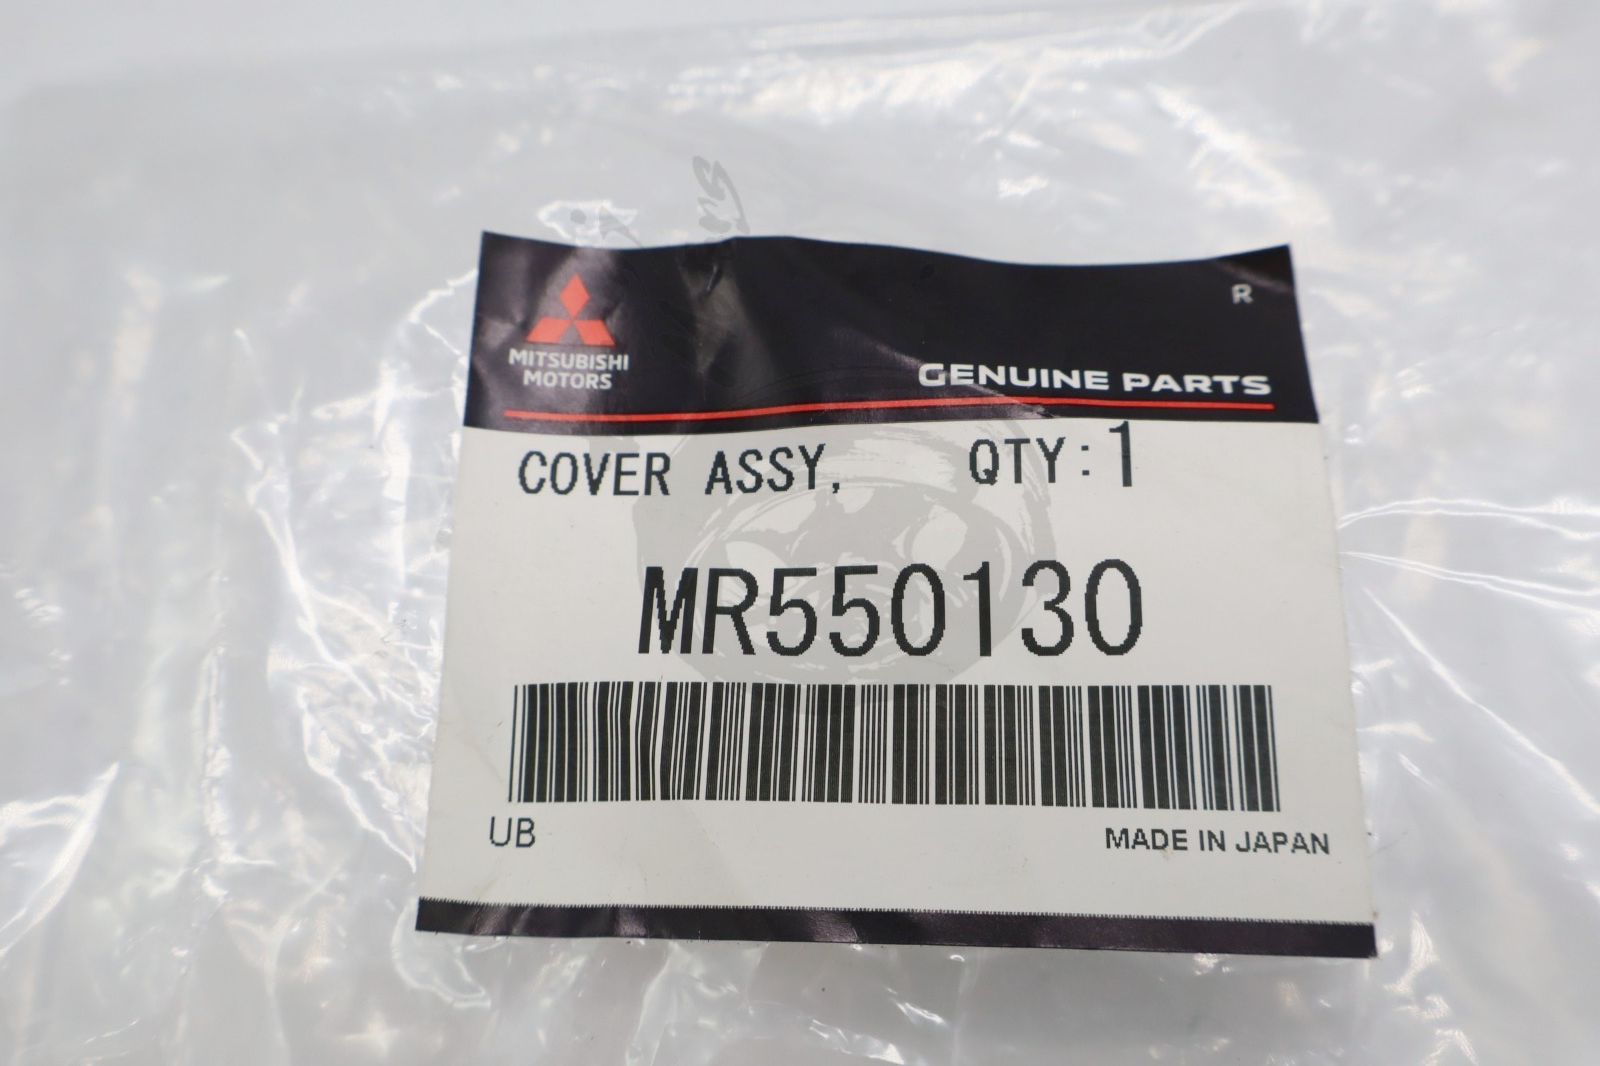 R
MITSUBISHI
MOTORS
GENUINE PARTS
COVER ASSY, QTY:1
MR550130
UB
MADE IN JAPAN